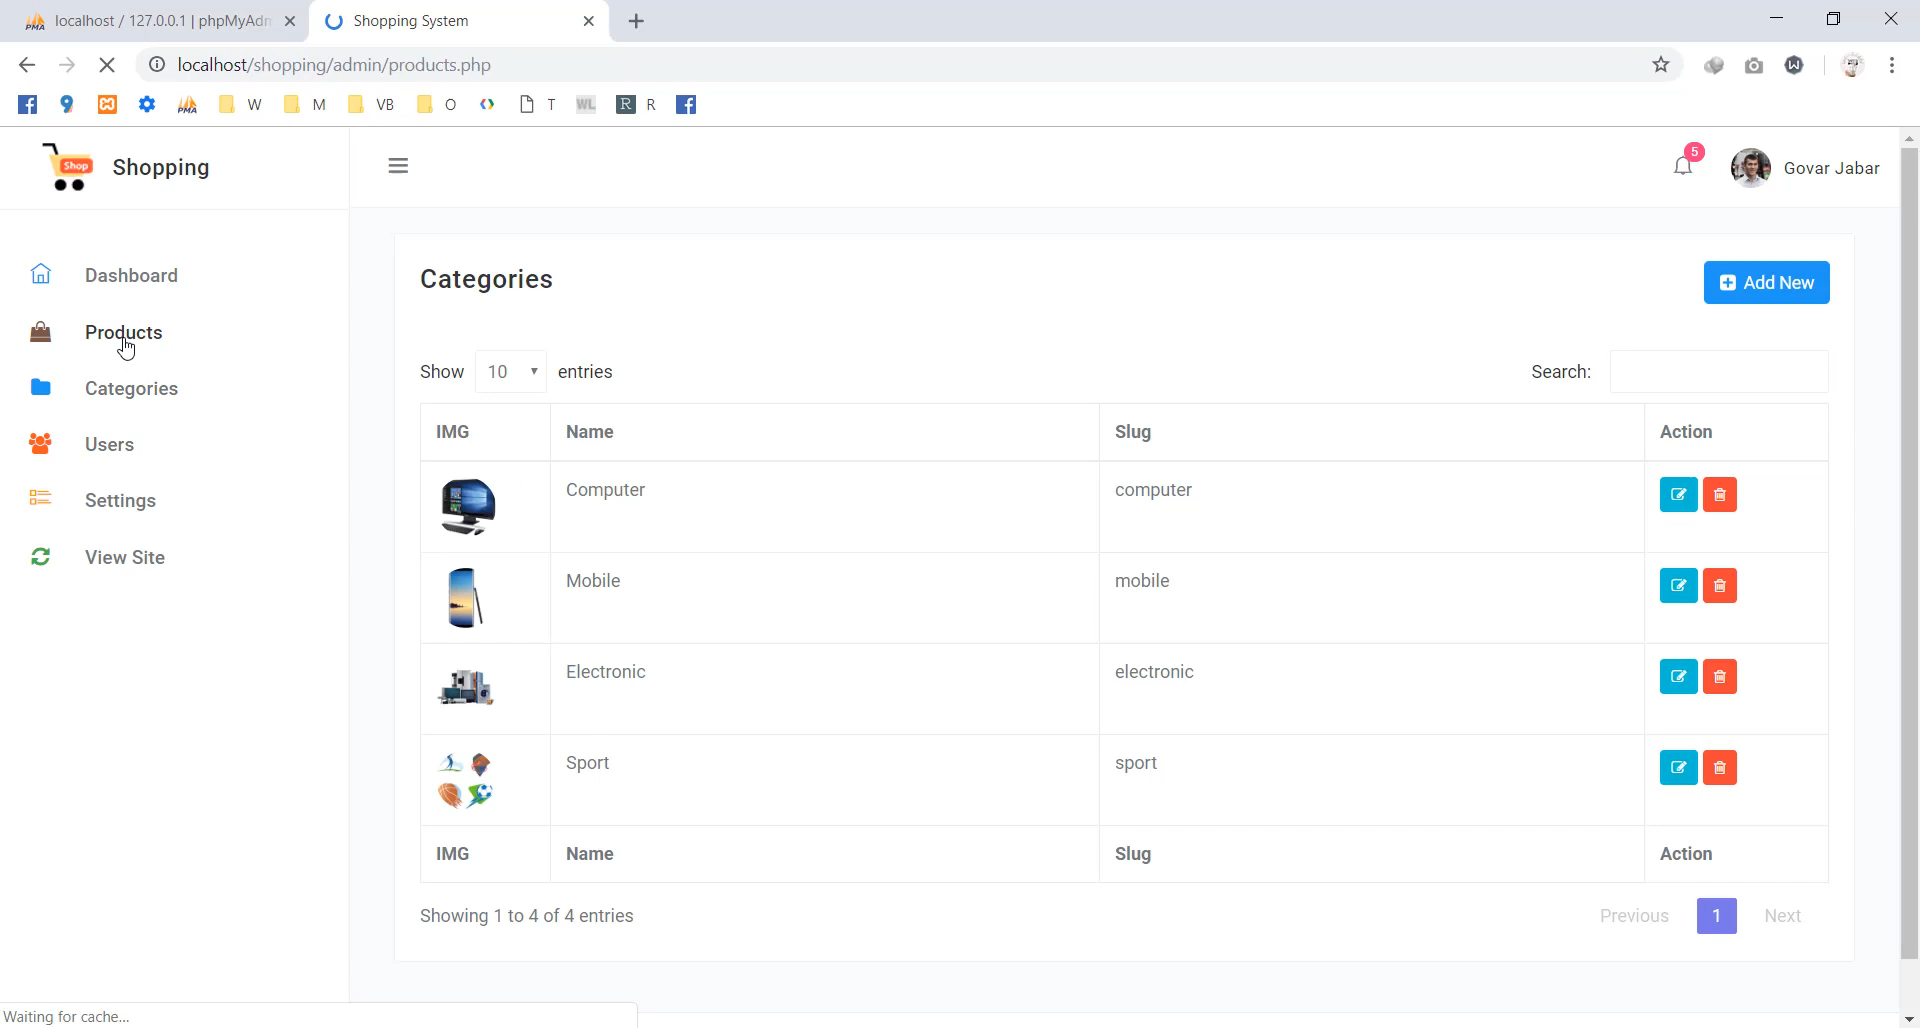 localhost / 127.0.0.1 | phpMyAdm
Shopping System
localhost/shopping/admin/products.php
PMA
W
M
VB
O
T
WL
R
R
Shop
Shopping
5
Govar Jabar
Dashboard
Products
Categories
Users
Settings
View Site
Categories
Add New
Show 10 entries
Search:
IMG Name Slug Action
Computer computer
Mobile mobile
Electronic electronic
Sport sport
IMG Name Slug Action
Showing 1 to 4 of 4 entries
Previous 1 Next
Waiting for cache...